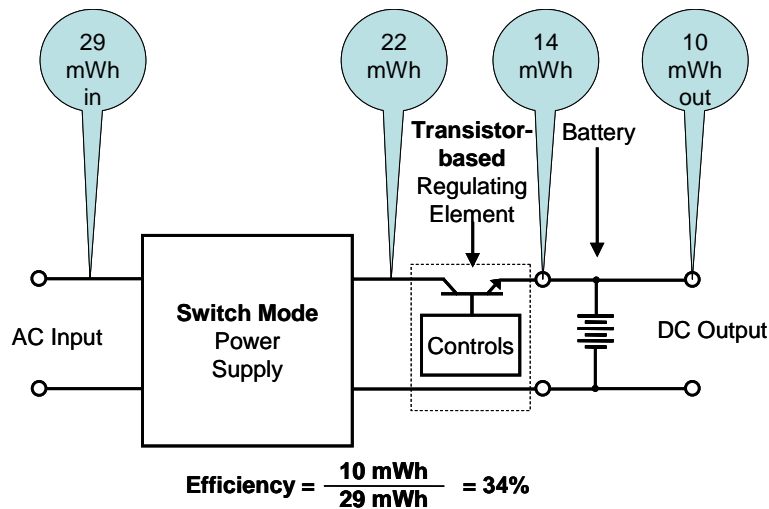 29
mWh
in
22
mWh
14
mWh
10
mWh
out
Transistor-
based
Regulating
Element
Battery
AC Input
Switch Mode
Power
Supply
Controls
DC Output
Efficiency = 10 mWh / 29 mWh = 34%